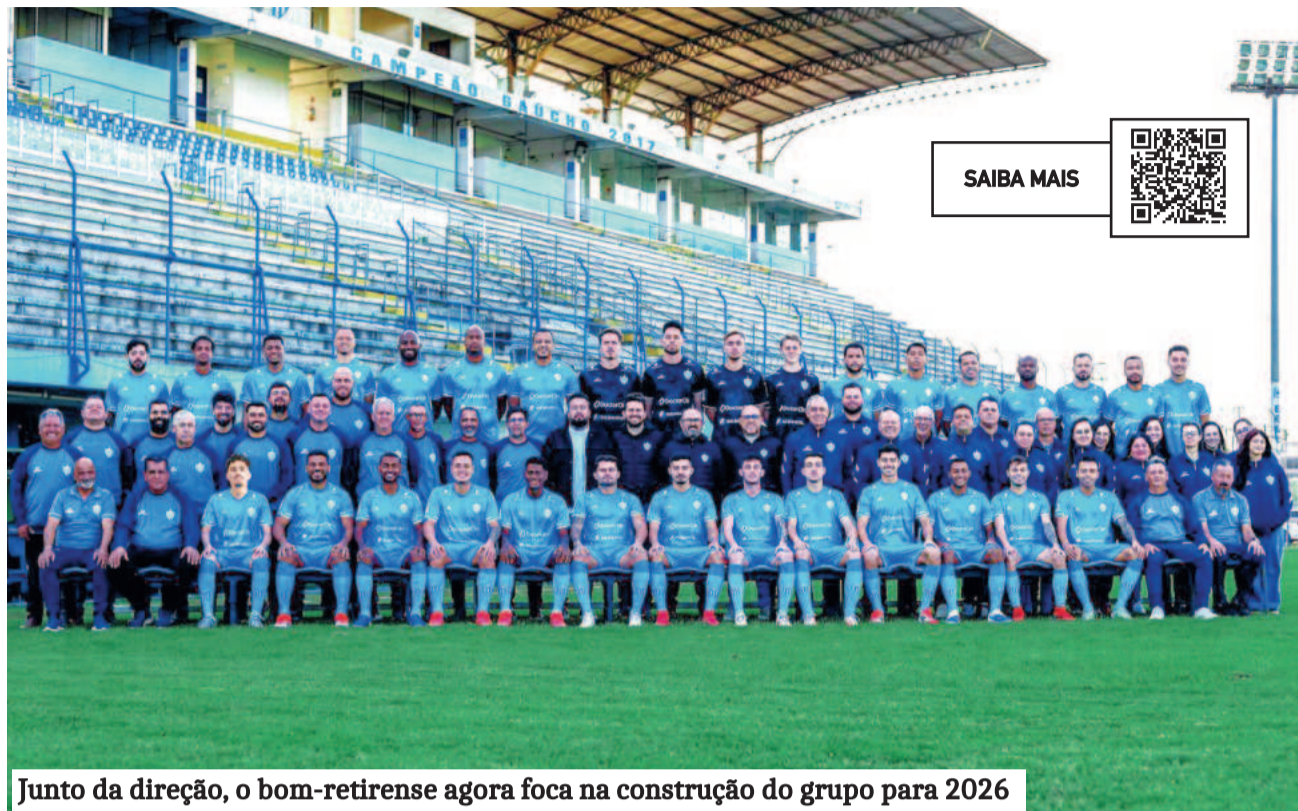 CAMPEÃO GAÚCHO 2017
SAIBA MAIS
Junto da direção, o bom-retirense agora foca na construção do grupo para 2026